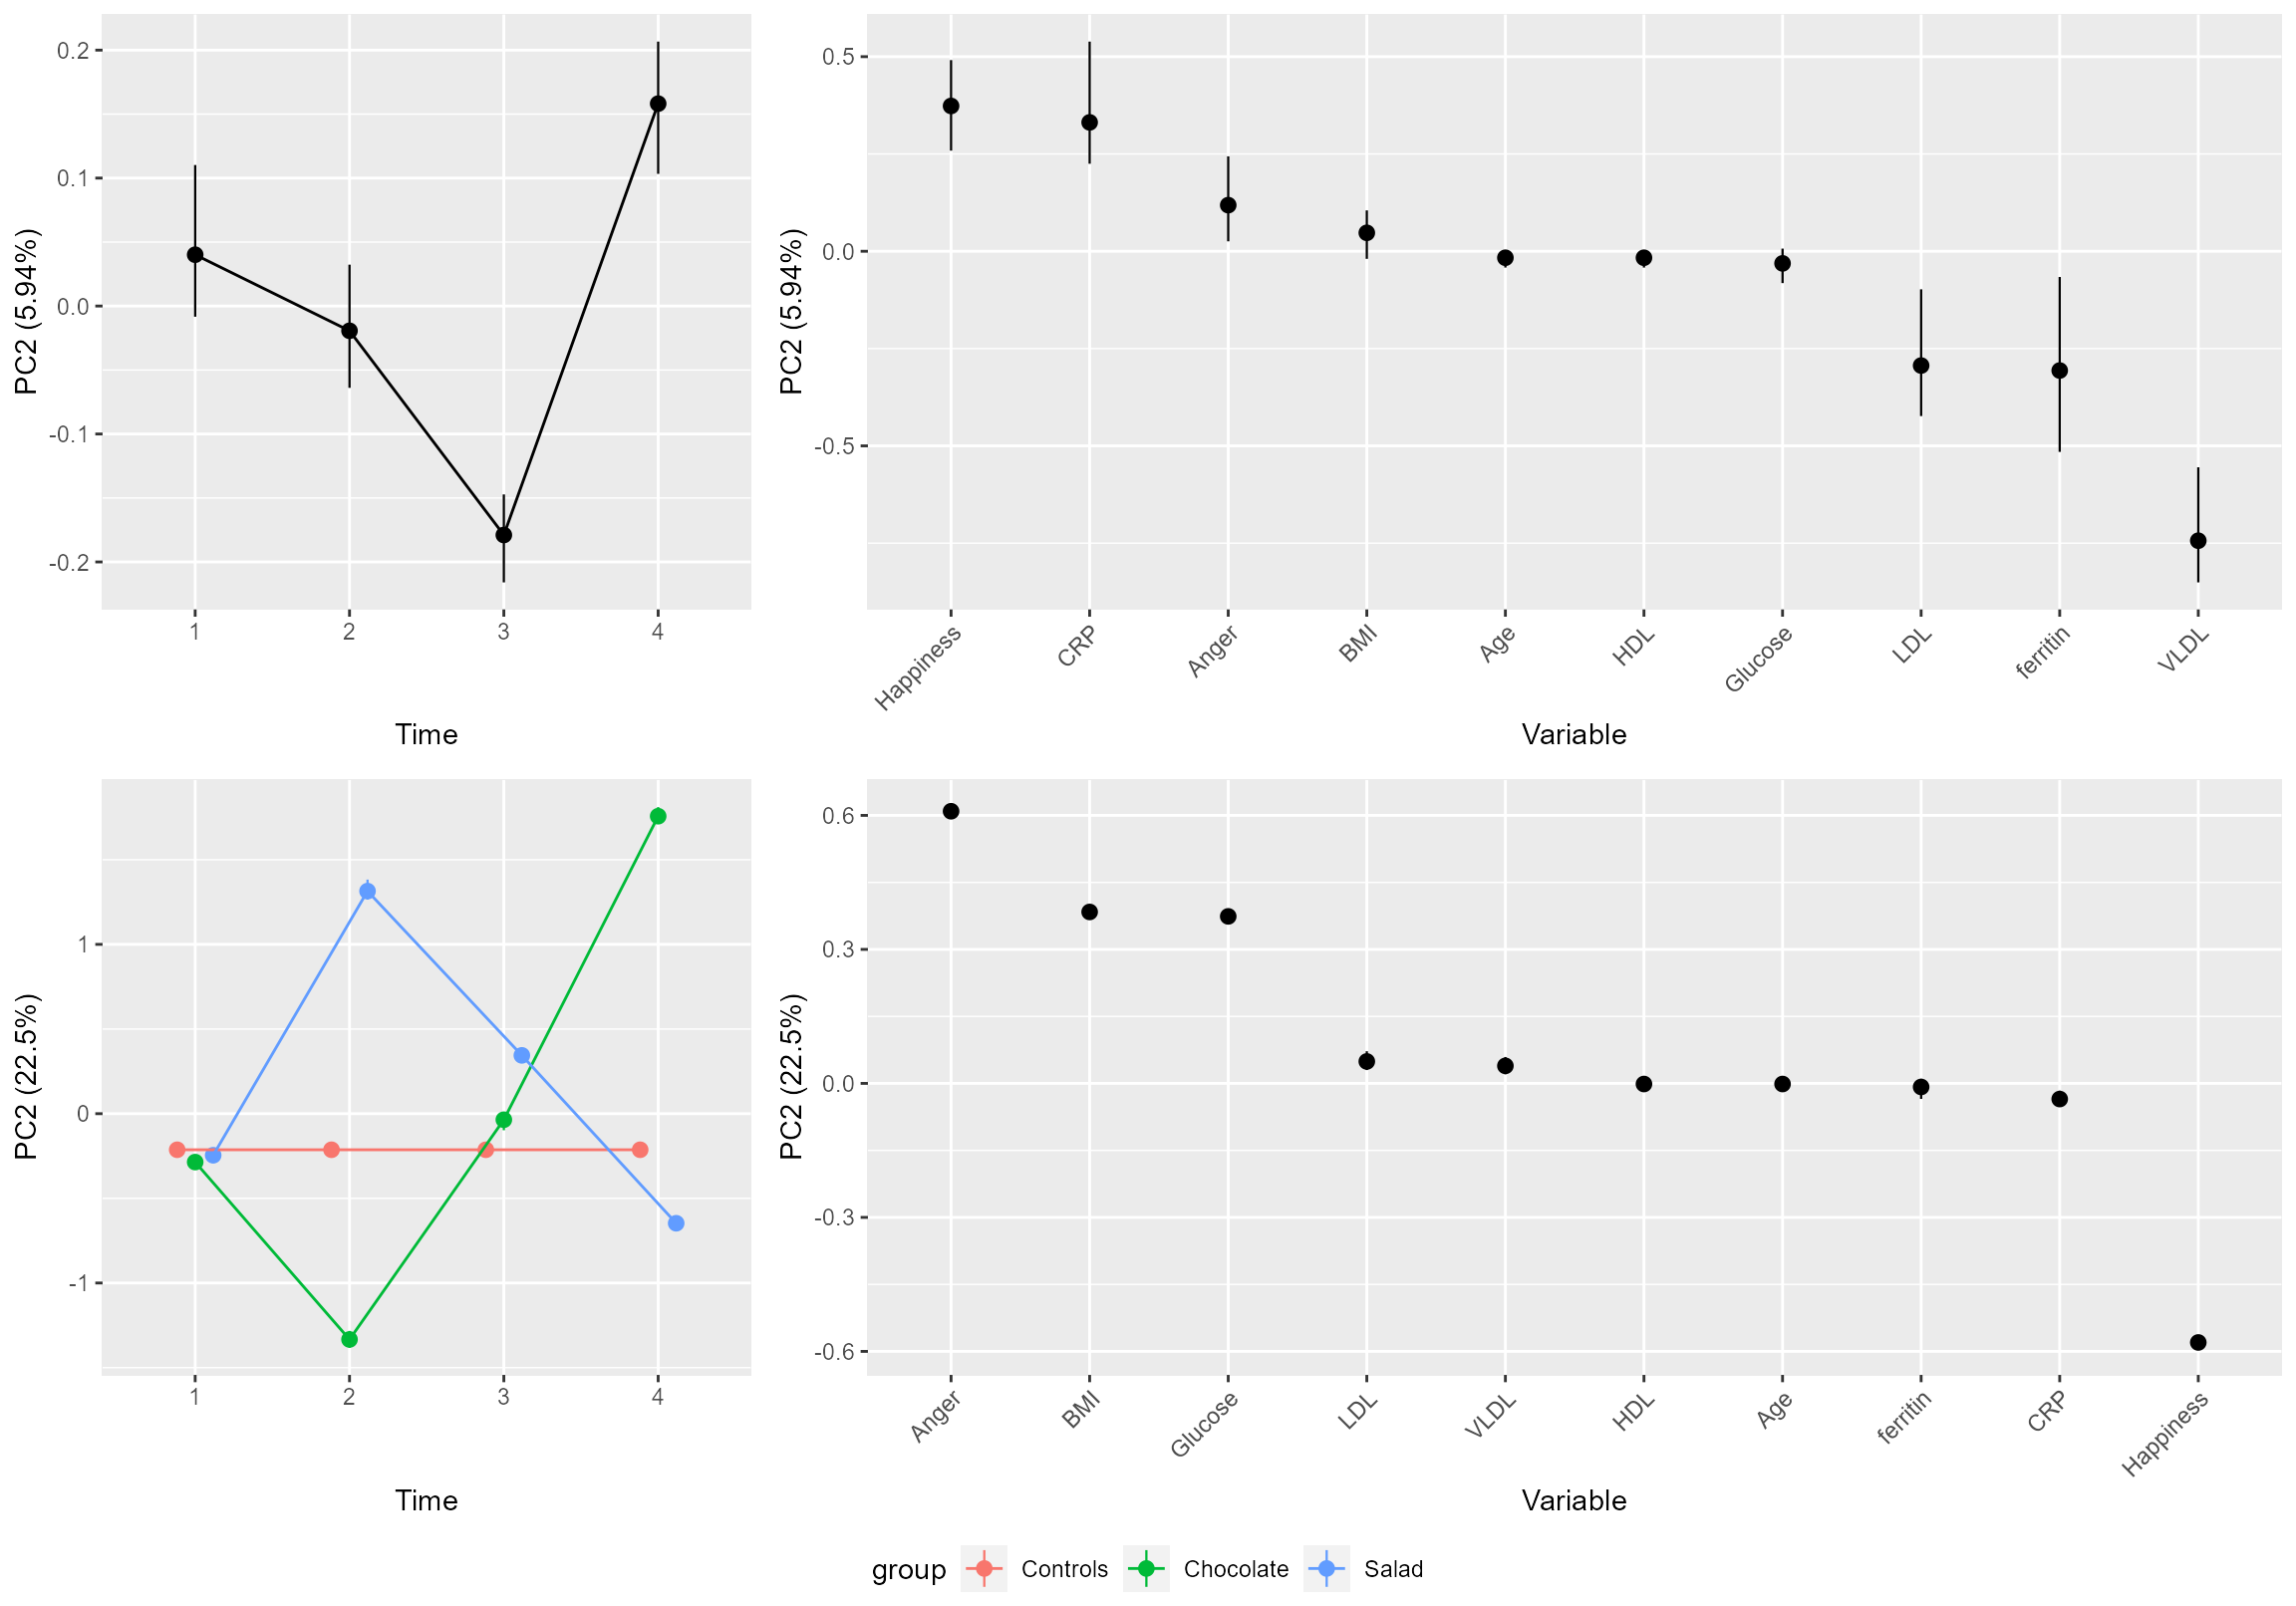 PC2 (5.94%)
0.2
0.1
0.0
-0.1
-0.2
1 2 3 4
Time
PC2 (5.94%)
0.5
0.0
-0.5
Happiness CRP Anger BMI Age HDL Glucose LDL ferritin VLDL
Variable
PC2 (22.5%)
1
0
-1
1 2 3 4
Time
PC2 (22.5%)
0.6
0.3
0.0
-0.3
-0.6
Anger BMI Glucose LDL VLDL HDL Age ferritin CRP Happiness
Variable
group Controls Chocolate Salad